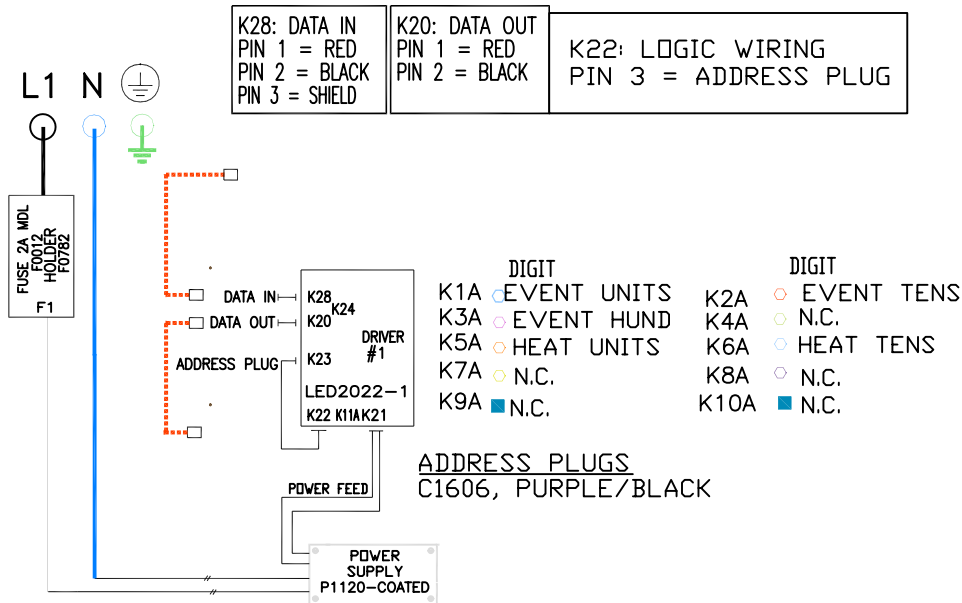 K28: DATA IN
PIN 1 = RED
PIN 2 = BLACK
PIN 3 = SHIELD
K20: DATA OUT
PIN 1 = RED
PIN 2 = BLACK
K22: LOGIC WIRING
PIN 3 = ADDRESS PLUG
L1 N
FUSE 2A MDL
F0012
HOLDER
F0782
F1
DATA IN
DATA OUT
ADDRESS PLUG
K28
K24
K20
DRIVER
#1
K23
LED2022-1
K22 K11A K21
POWER FEED
POWER
SUPPLY
P1120-COATED
DIGIT
K1A EVENT UNITS
K3A EVENT HUND
K5A HEAT UNITS
K7A N.C.
K9A N.C.
DIGIT
K2A EVENT TENS
K4A N.C.
K6A HEAT TENS
K8A N.C.
K10A N.C.
ADDRESS PLUGS
C1606, PURPLE/BLACK